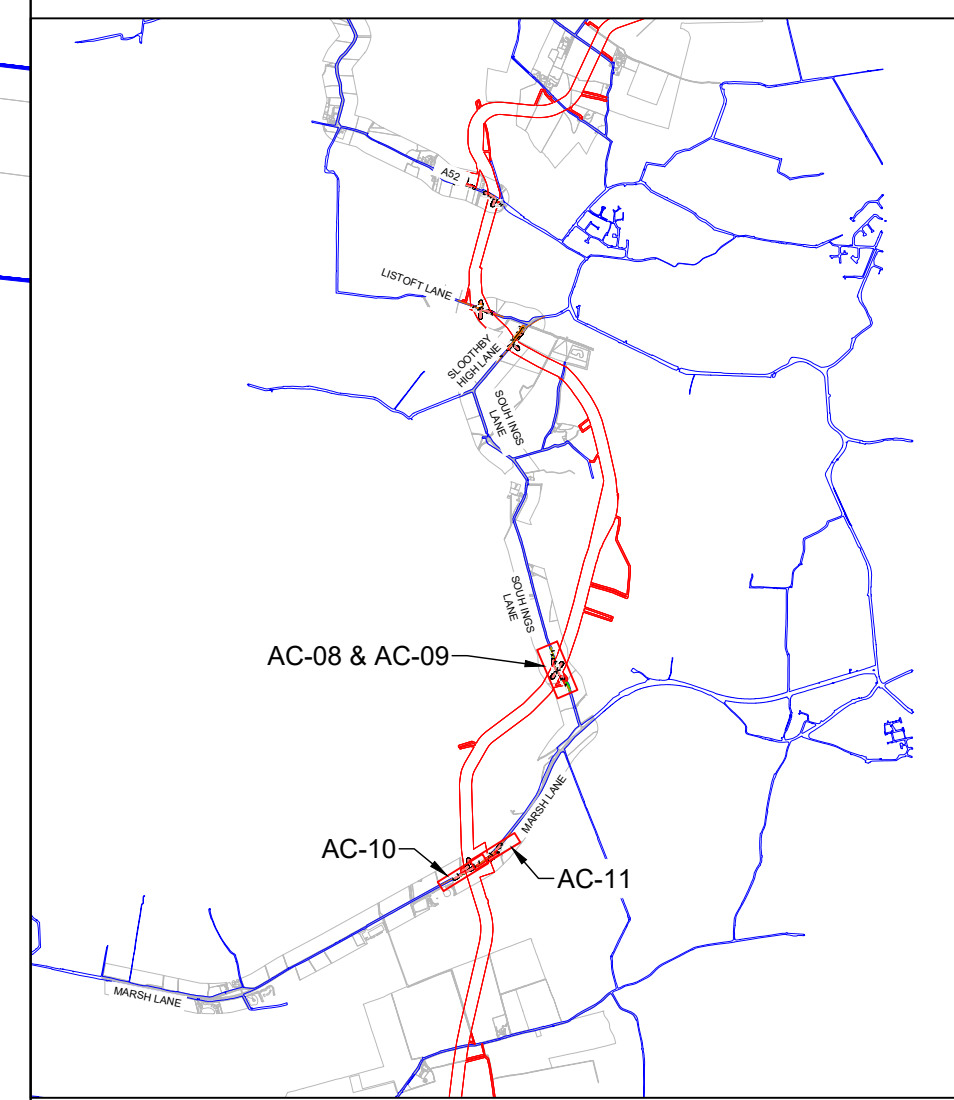 A52
LISTOFT LANE
SLOOTHBY
HIGH LANE
SOUH INGS
LANE
SOUH INGS
LANE
AC-08 & AC-09
MARSH LANE
AC-10
AC-11
MARSH LANE